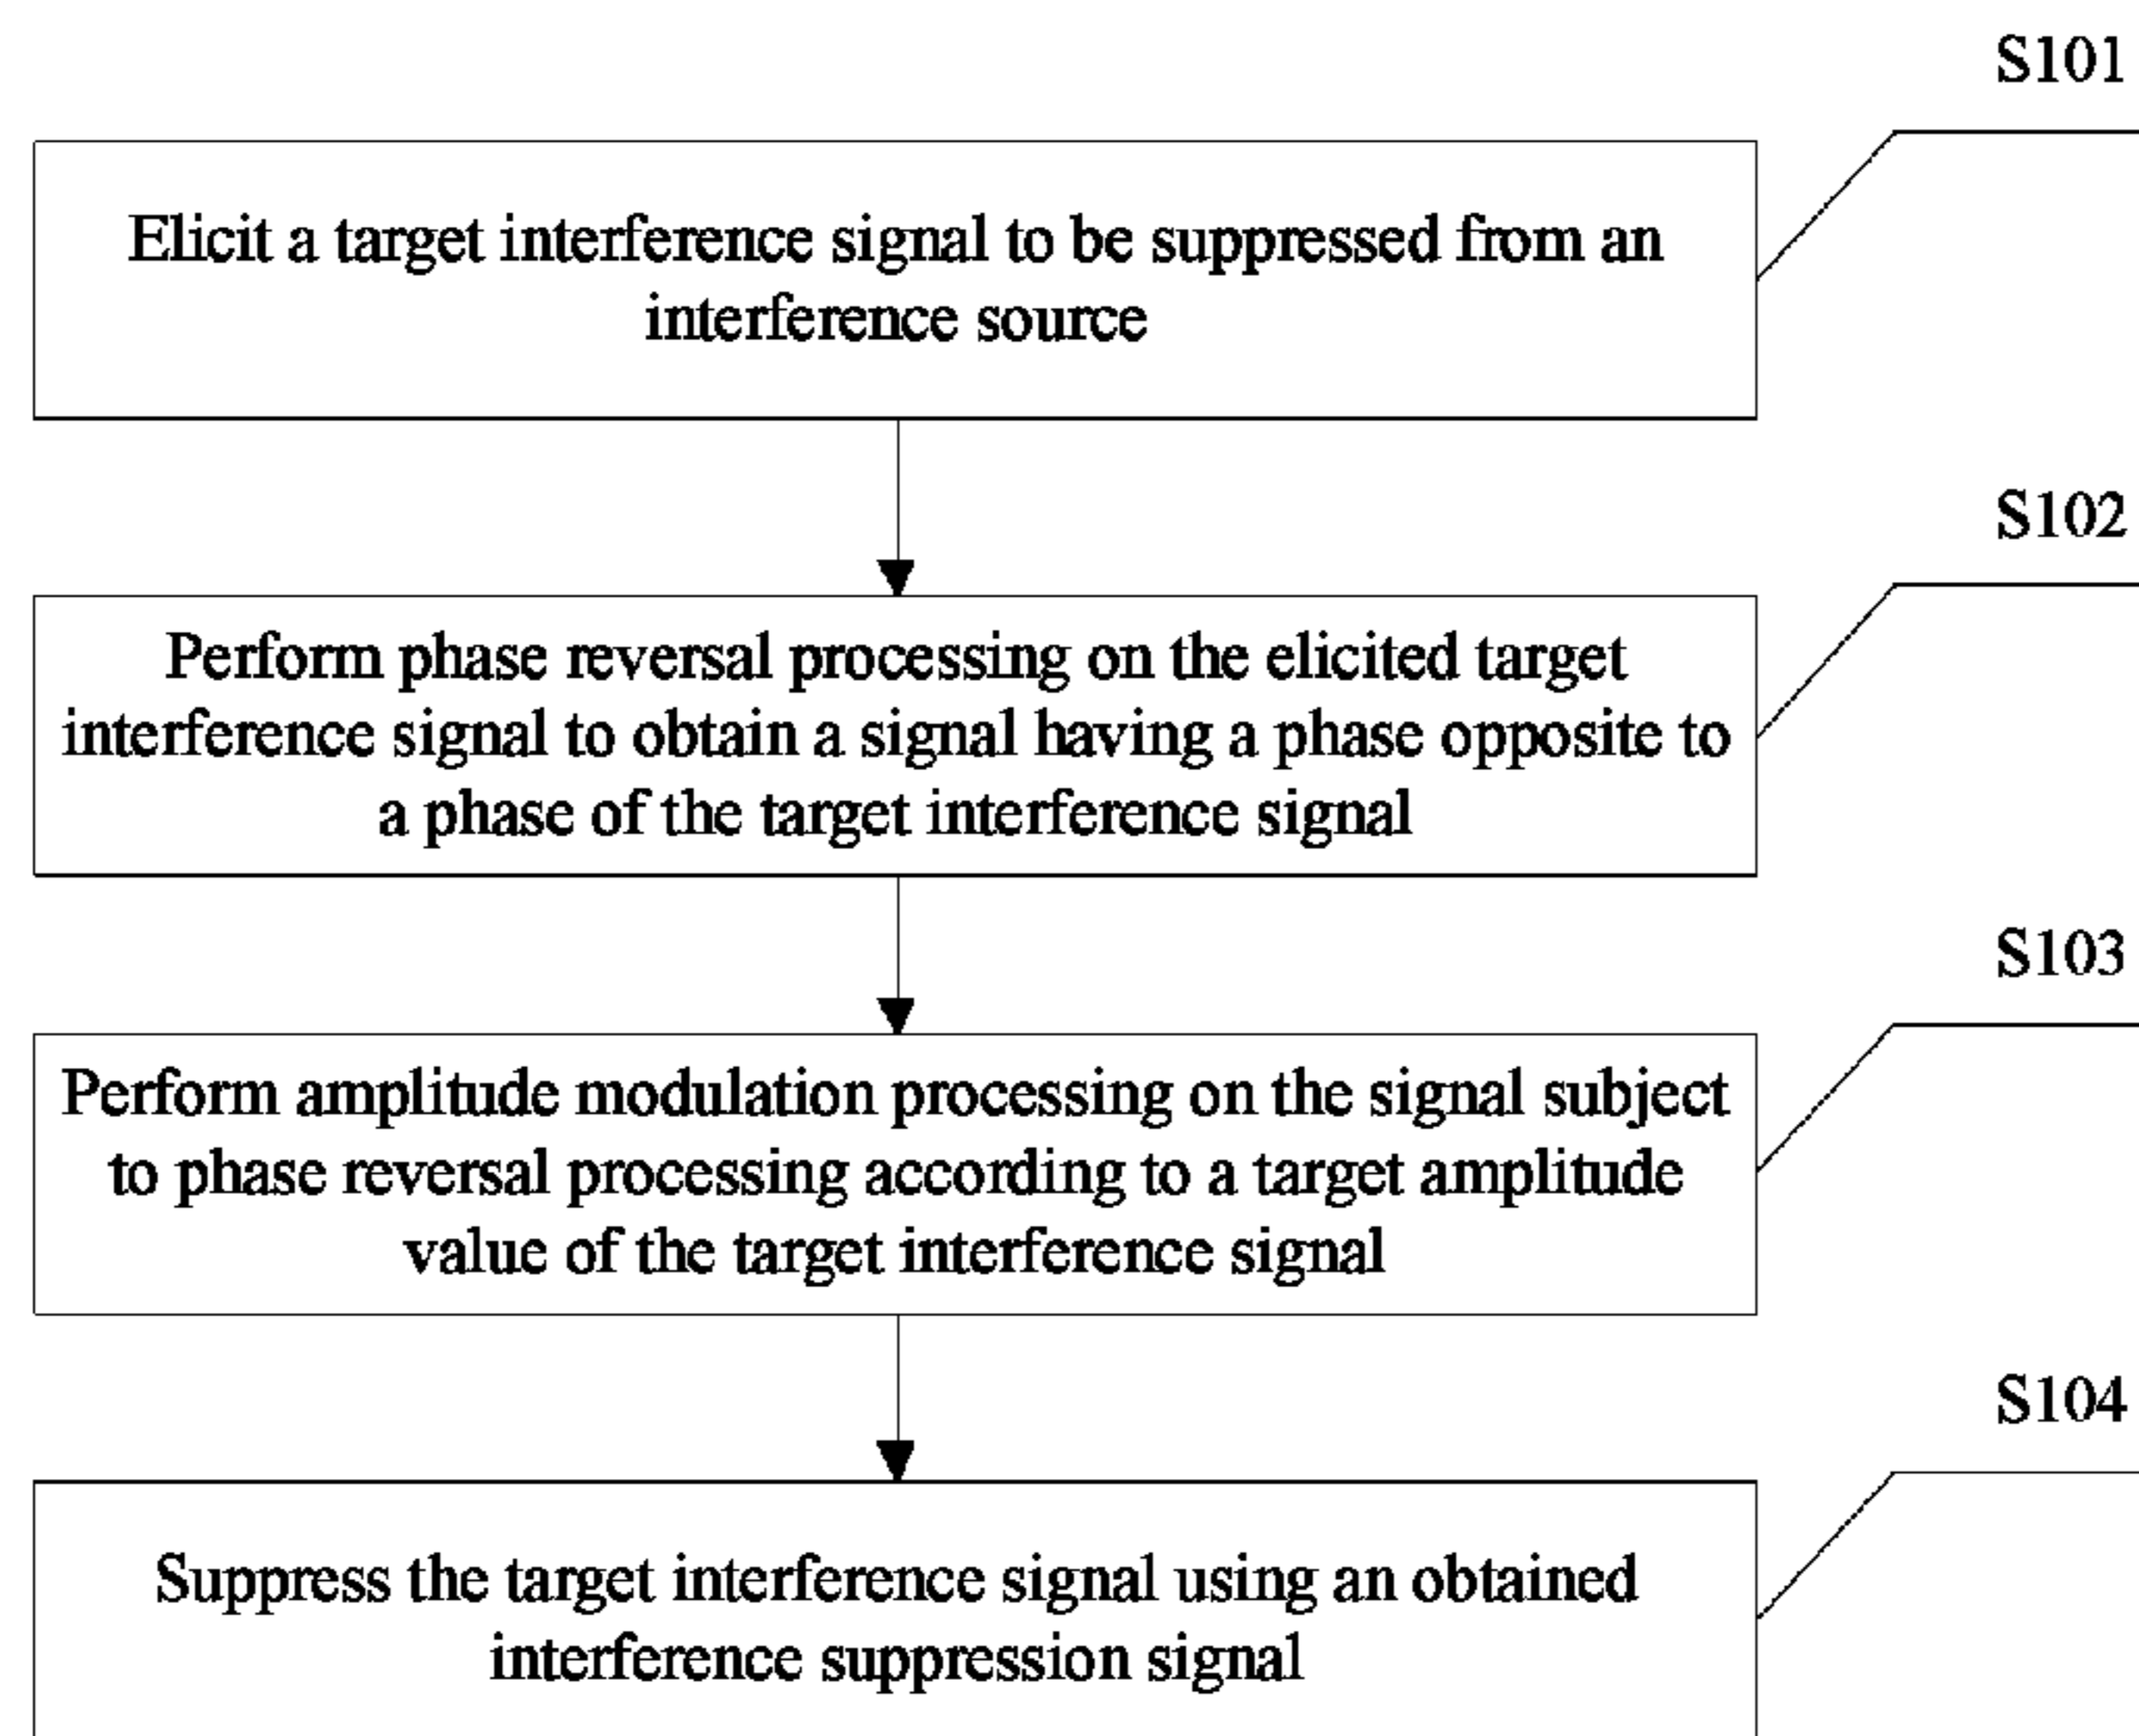 S101
Elicit a target interference signal to be suppressed from an
interference source
S102
Perform phase reversal processing on the elicited target
interference signal to obtain a signal having a phase opposite to
a phase of the target interference signal
S103
Perform amplitude modulation processing on the signal subject
to phase reversal processing according to a target amplitude
value of the target interference signal
S104
Suppress the target interference signal using an obtained
interference suppression signal